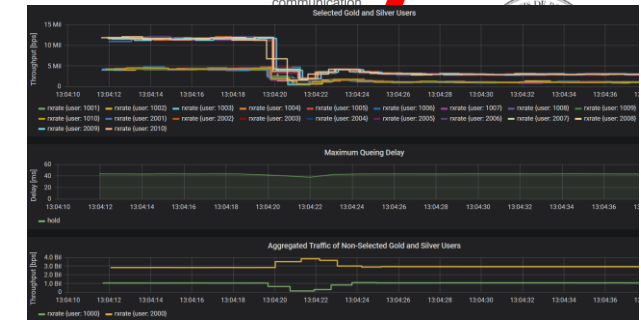 communication
Selected Gold and Silver Users
Throughput [bps]
15 Mil
10 Mil
5 Mil
0
13:04:10 13:04:12 13:04:14 13:04:16 13:04:18 13:04:20 13:04:22 13:04:24 13:04:26 13:04:28 13:04:30 13:04:32 13:04:34 13:04:36
rxrate {user: 1001} rxrate {user: 1002} rxrate {user: 1003} rxrate {user: 1004} rxrate {user: 1005} rxrate {user: 1006} rxrate {user: 1007} rxrate {user: 1008} rxrate {user: 1009}
rxrate {user: 1010} rxrate {user: 2001} rxrate {user: 2002} rxrate {user: 2003} rxrate {user: 2004} rxrate {user: 2005} rxrate {user: 2006} rxrate {user: 2007} rxrate {user: 2008}
rxrate {user: 2009} rxrate {user: 2010}
Maximum Queing Delay
Delay [ms]
60
40
20
0
13:04:10 13:04:12 13:04:14 13:04:16 13:04:18 13:04:20 13:04:22 13:04:24 13:04:26 13:04:28 13:04:30 13:04:32 13:04:34 13:04:36
hold
Aggregated Traffic of Non-Selected Gold and Silver Users
Throughput [bps]
4.0 Bil
3.0 Bil
2.0 Bil
1.0 Bil
0
13:04:10 13:04:12 13:04:14 13:04:16 13:04:18 13:04:20 13:04:22 13:04:24 13:04:26 13:04:28 13:04:30 13:04:32 13:04:34 13:04:36
rxrate {user: 1000} rxrate {user: 2000}